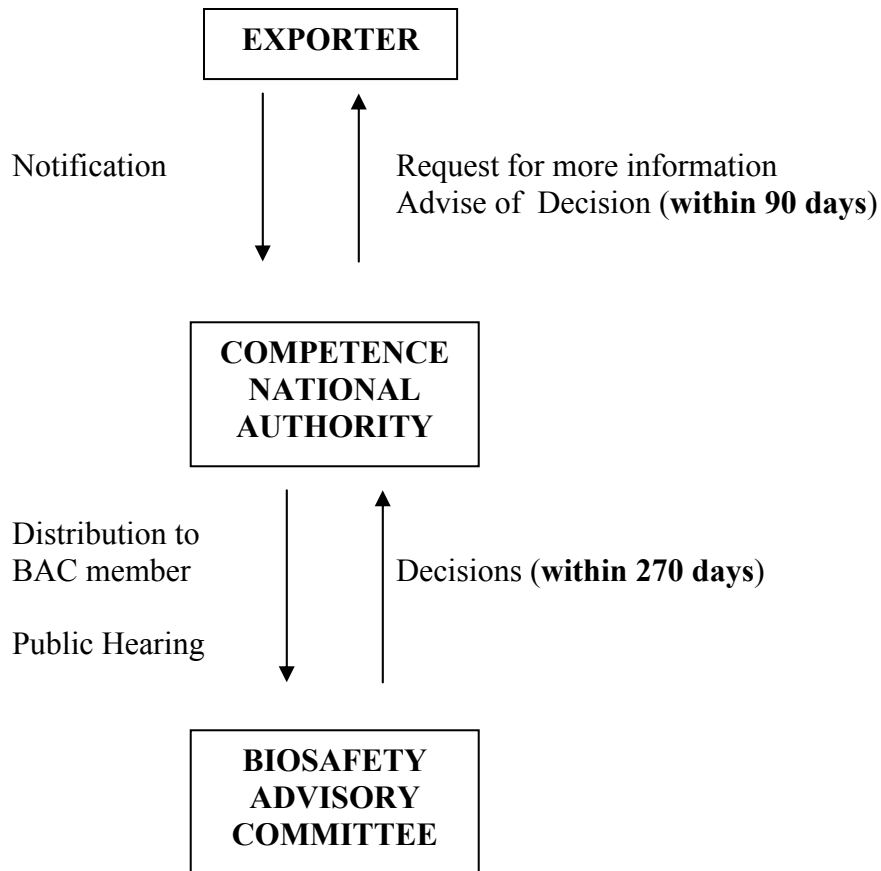 EXPORTER
Notification
Request for more information
Advise of Decision (within 90 days)
COMPETENCE
NATIONAL
AUTHORITY
Distribution to
BAC member
Public Hearing
Decisions (within 270 days)
BIOSAFETY
ADVISORY
COMMITTEE